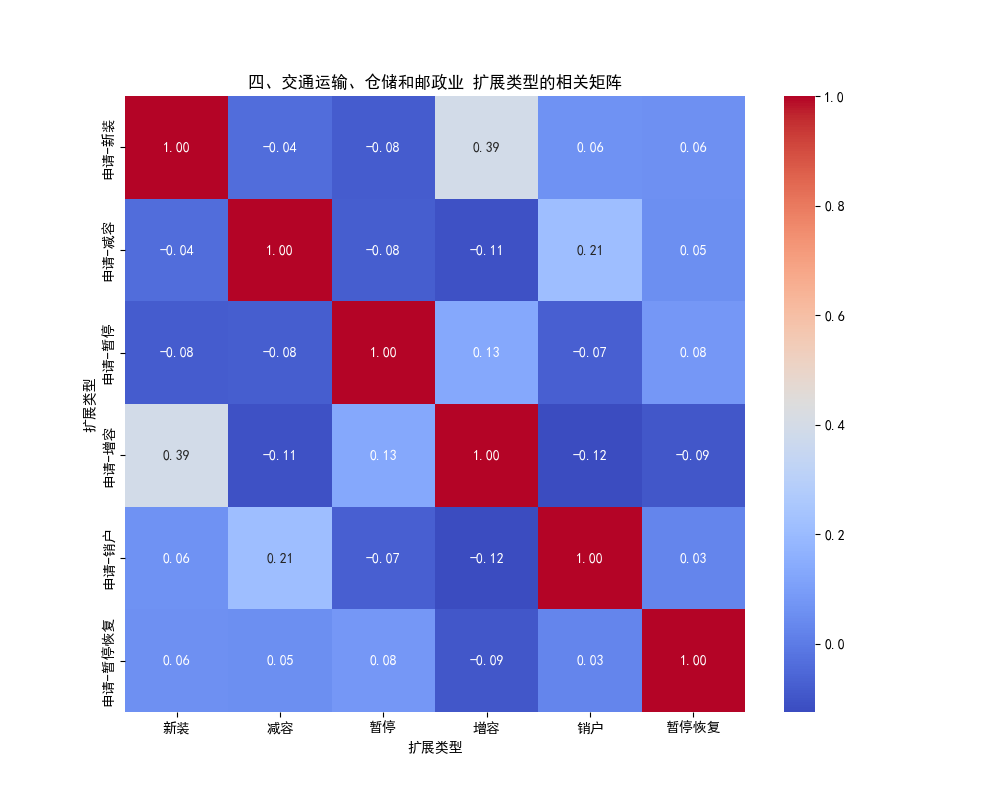 四、交通运输、仓储和邮政业 扩展类型的相关矩阵
扩展类型
申请-新装
1.00 -0.04 -0.08 0.39 0.06 0.06
申请-减容
-0.04 1.00 -0.08 -0.11 0.21 0.05
申请-暂停
-0.08 -0.08 1.00 0.13 -0.07 0.08
申请-增容
0.39 -0.11 0.13 1.00 -0.12 -0.09
申请-销户
0.06 0.21 -0.07 -0.12 1.00 0.03
申请-暂停恢复
0.06 0.05 0.08 -0.09 0.03 1.00
新装 减容 暂停 增容 销户 暂停恢复
扩展类型
1.0
0.8
0.6
0.4
0.2
0.0